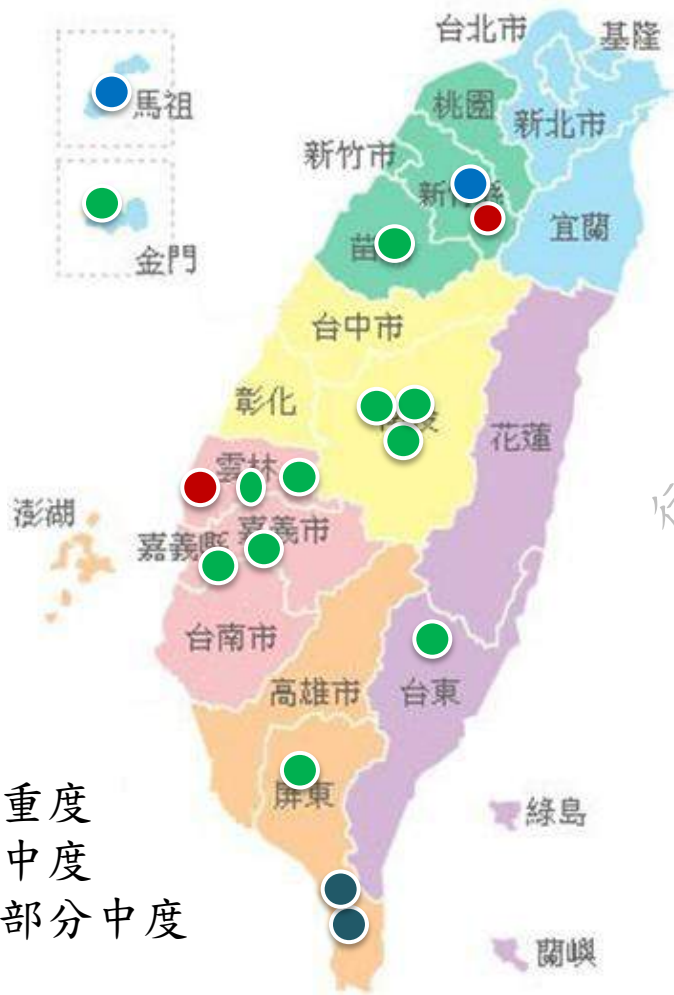 台北市
基隆
馬祖
桃園
新北市
新竹市
新竹縣
苗
宜蘭
金門
台中市
彰化
花蓮
雲林
澎湖
嘉義市
嘉義縣
台南市
高雄市
台東
屏東
重度
綠島
中度
部分中度
蘭嶼